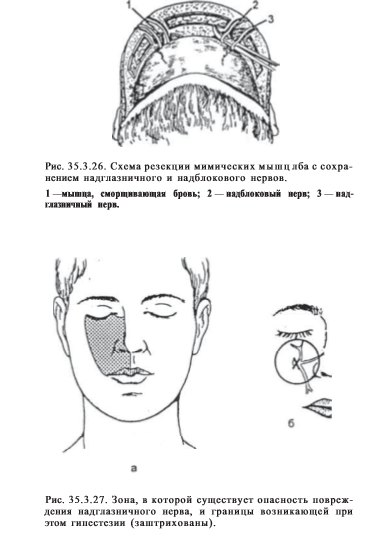 1 2 3
Рис. 35.3.26. Схема резекции мимических мышц лба с сохра-
нением надглазничного и надблокового нервов.
1 —мышца, сморщивающая бровь; 2 — надблоковый нерв; 3 — над-
глазничный нерв.
а
б
Рис. 35.3.27. Зона, в которой существует опасность повреж-
дения надглазничного нерва, и границы возникающей при
этом гипестезии (заштрихованы).